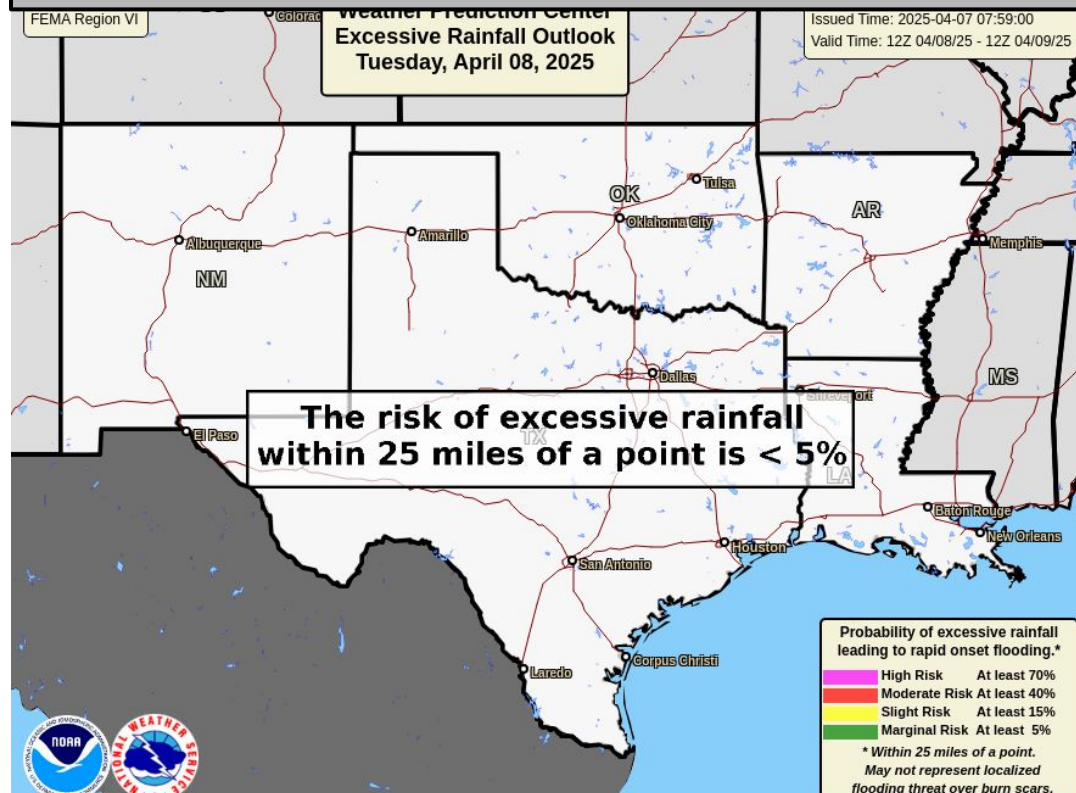 FEMA Region VI
Weather Prediction Center
Excessive Rainfall Outlook
Tuesday, April 08, 2025
Issued Time: 2025-04-07 07:59:00
Valid Time: 12Z 04/08/25 - 12Z 04/09/25
Colorad
Tulsa
OK
Oklahoma City
AR
Albuquerque
Amarillo
Memphis
NM
Dallas
MS
Shreveport
The risk of excessive rainfall
within 25 miles of a point is < 5%
El Paso
TX
LA
Baton Rouge
New Orleans
Houston
San Antonio
Laredo
Corpus Christi
Probability of excessive rainfall
leading to rapid onset flooding.*
High Risk At least 70%
Moderate Risk At least 40%
Slight Risk At least 15%
Marginal Risk At least 5%
* Within 25 miles of a point.
May not represent localized
flooding threat over burn scars.
NOAA
NATIONAL WEATHER SERVICE